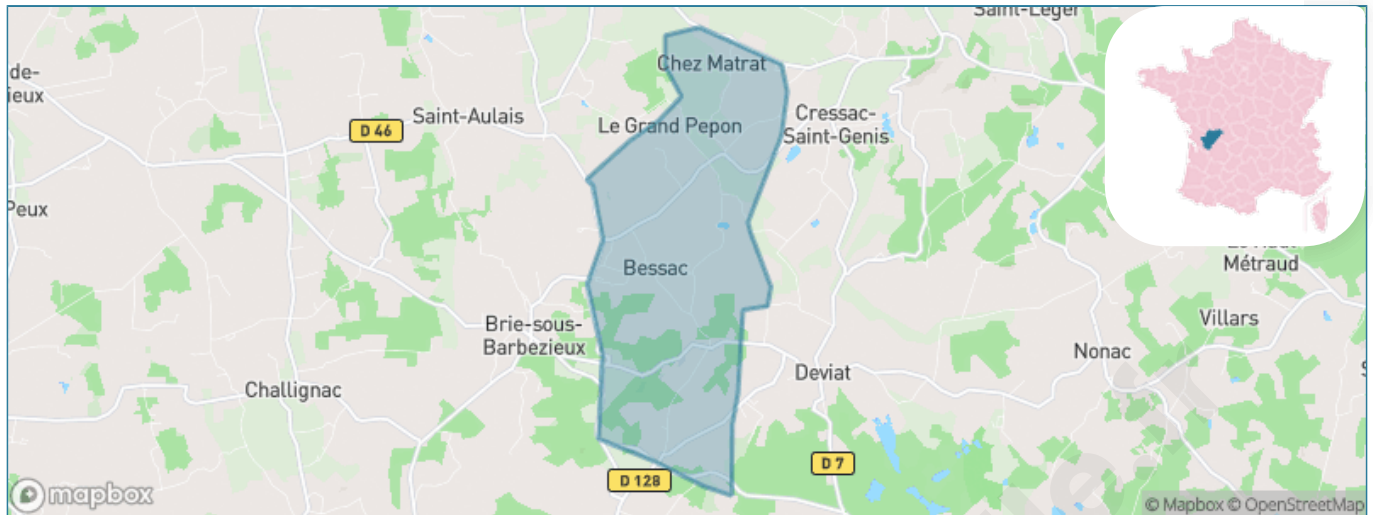 Saint-Léger
Chez Matrat
de-
ieux
Saint-Aulais
Cressac-
Saint-Genis
D 46
Le Grand Pepon
Peux
Métraud
Bessac
Villars
Brie-sous-
Barbezieux
Nonac
Deviat
Challignac
D 7
D 128
mapbox
© Mapbox © OpenStreetMap